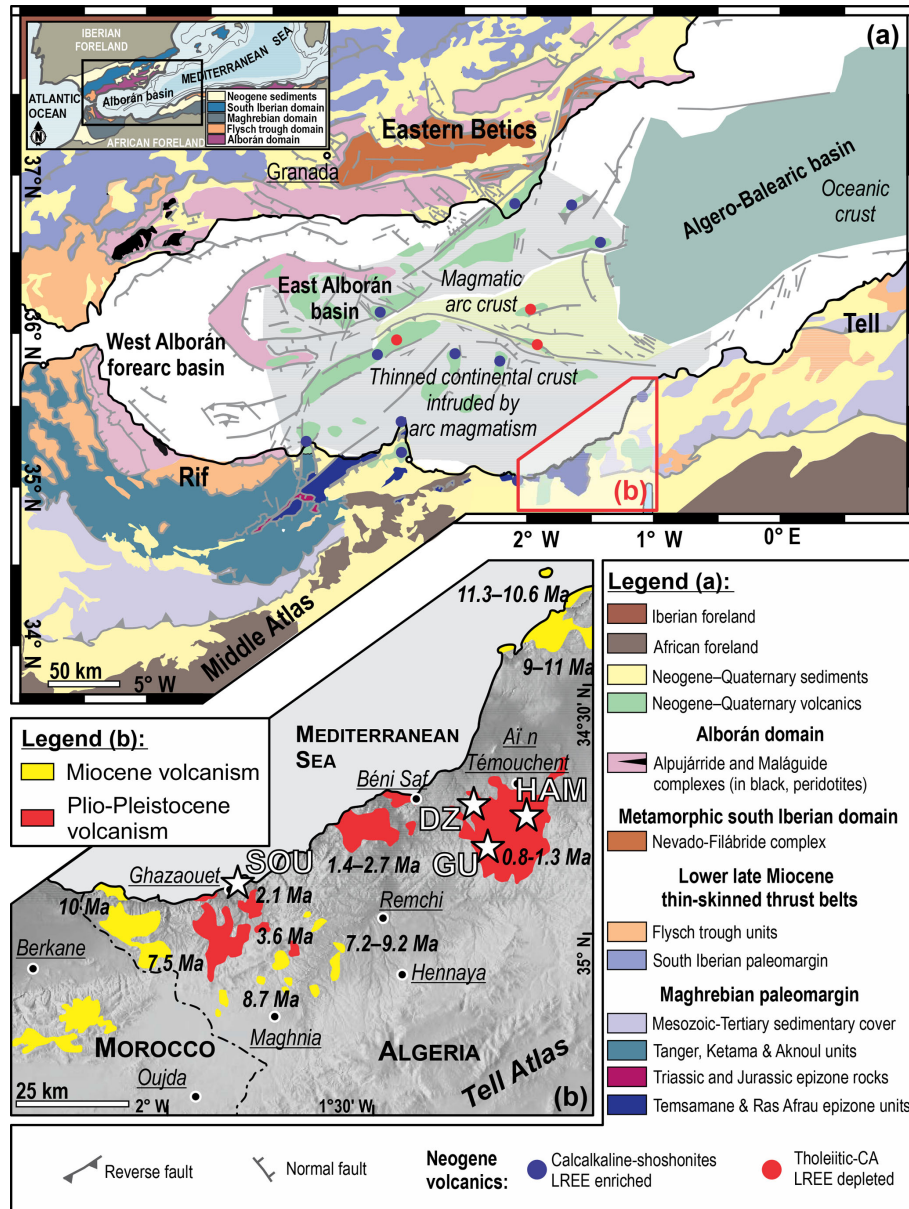 IBERIAN
FORELAND
MEDITERRANEAN SEA
ATLANTIC
OCEAN
Alborán basin
N
AFRICAN FORELAND
Neogene sediments
South Iberian domain
Maghrebian domain
Flysch trough domain
Alborán domain
(a)
37° N
36° N
35° N
34° N
Granada
Eastern Betics
Algero-Balearic basin
Oceanic
crust
Magmatic
arc crust
East Alborán
basin
West Alborán
forearc basin
Tell
Thinned continental crust
intruded by
arc magmatism
Rif
(b)
Middle Atlas
2° W
1° W
0° E
50 km
5° W
Legend (a):
Iberian foreland
African foreland
Neogene–Quaternary sediments
Neogene–Quaternary volcanics
Alborán domain
Alpujárride and Maláguide
complexes (in black, peridotites)
Metamorphic south Iberian domain
Nevado-Filábride complex
Lower late Miocene
thin-skinned thrust belts
Flysch trough units
South Iberian paleomargin
Maghrebian paleomargin
Mesozoic-Tertiary sedimentary cover
Tanger, Ketama & Aknoul units
Triassic and Jurassic epizone rocks
Temsamane & Ras Afrau epizone units
Legend (b):
Miocene volcanism
Plio-Pleistocene
volcanism
11.3–10.6 Ma
9–11 Ma
34°30' N
MEDITERRANEAN
SEA
Aï n
Témouchent
Béni Saf
HAM
DZ
GU
0.8-1.3 Ma
1.4–2.7 Ma
SOU
Ghazaouet
2.1 Ma
10 Ma
Remchi
3.6 Ma
7.2–9.2 Ma
Berkane
7.5 Ma
Hennaya
35° N
8.7 Ma
Maghnia
MOROCCO
ALGERIA
Tell Atlas
Oujda
25 km
2° W
1°30' W
(b)
Reverse fault
Normal fault
Neogene
volcanics:
Calcalkaline-shoshonites
LREE enriched
Tholeiitic-CA
LREE depleted